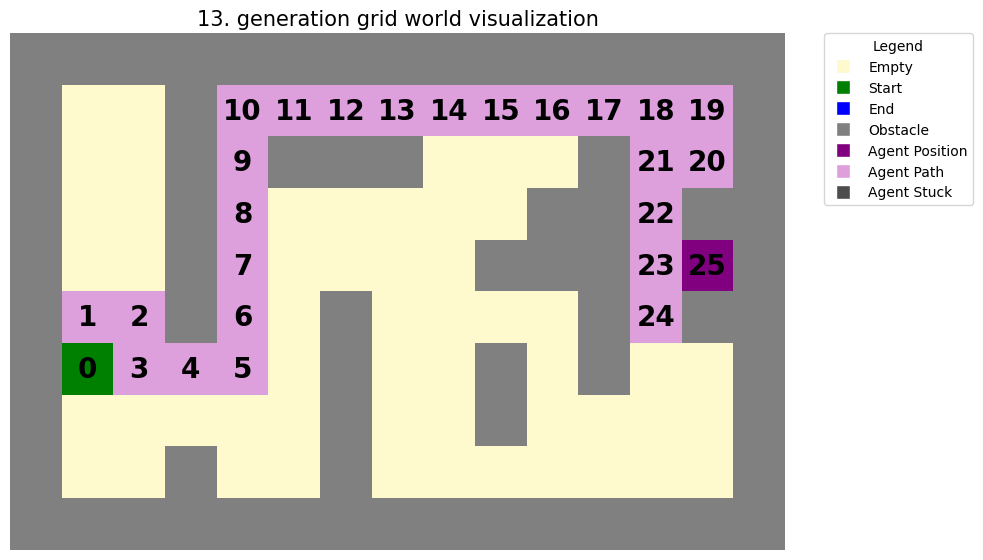 13. generation grid world visualization
Legend
Empty
Start
End
Obstacle
Agent Position
Agent Path
Agent Stuck
10 11 12 13 14 15 16 17 18 19
9 21 20
8 22
7 23 25
1 2 6 24
0 3 4 5